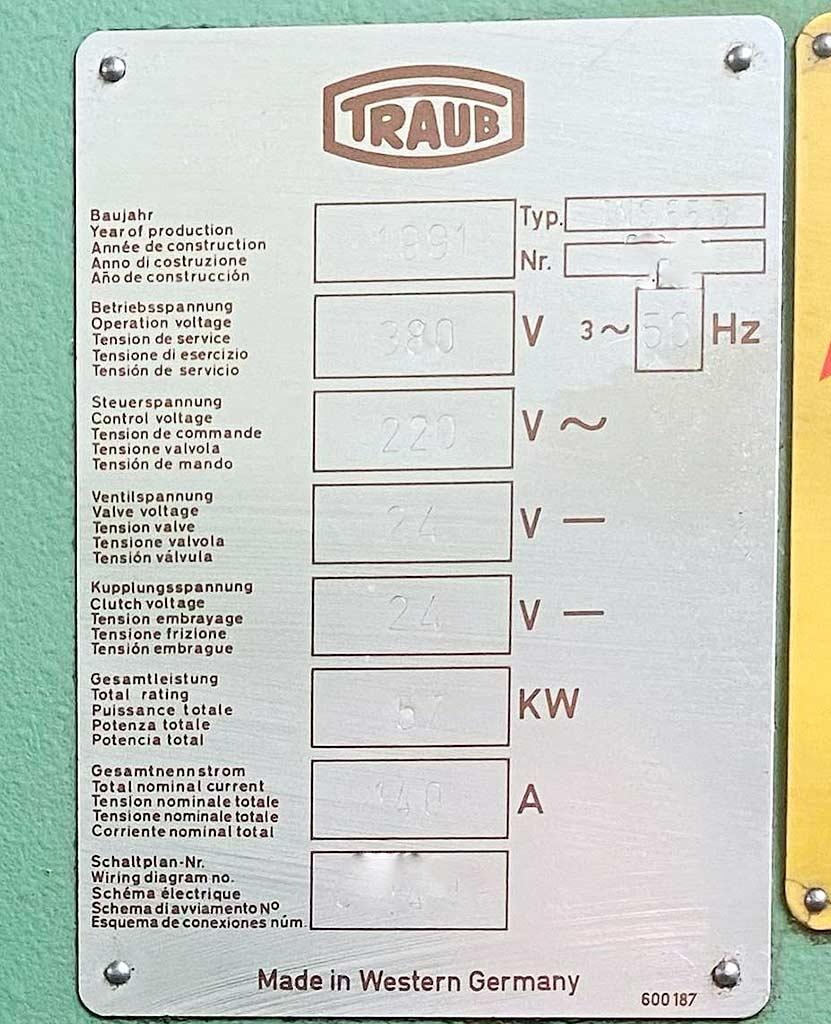 TRAUB
Baujahr
Year of production
Année de construction
Anno di costruzione
Año de construcción
1991
Typ.
Nr.
Betriebsspannung
Operation voltage
Tension de service
Tensione di esercizio
Tensión de servicio
380 V 3~ 50 Hz
Steuerspannung
Control voltage
Tension de commande
Tensione valvola
Tensión de mando
220 V ~
Ventilspannung
Valve voltage
Tension valve
Tensione valvola
Tensión válvula
24 V —
Kupplungsspannung
Clutch voltage
Tension embrayage
Tensione frizione
Tensión embrague
24 V —
Gesamtleistung
Total rating
Puissance totale
Potenza totale
Potencia total
57 KW
Gesamtnennstrom
Total nominal current
Tension nominale totale
Tensione nominale totale
Corriente nominal total
140 A
Schaltplan-Nr.
Wiring diagram no.
Schéma électrique
Schema di avviamento Nº
Esquema de conexiones núm.
Made in Western Germany
600187